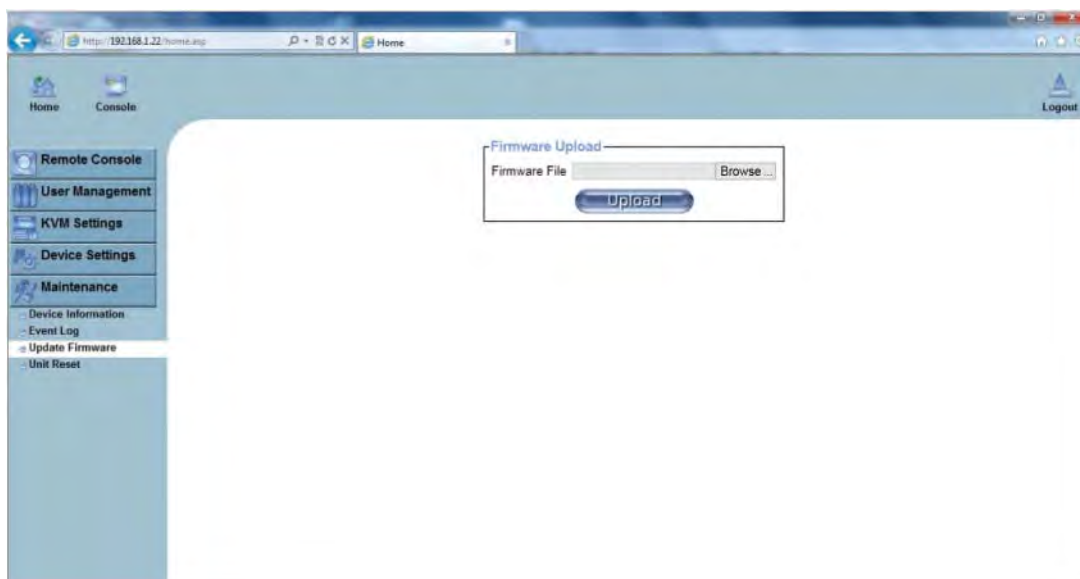 http://192.168.1.22/home.asp
Home
Home
Console
Logout
Remote Console
User Management
KVM Settings
Device Settings
Maintenance
Device Information
Event Log
Update Firmware
Unit Reset
Firmware Upload
Firmware File
Browse ...
Upload